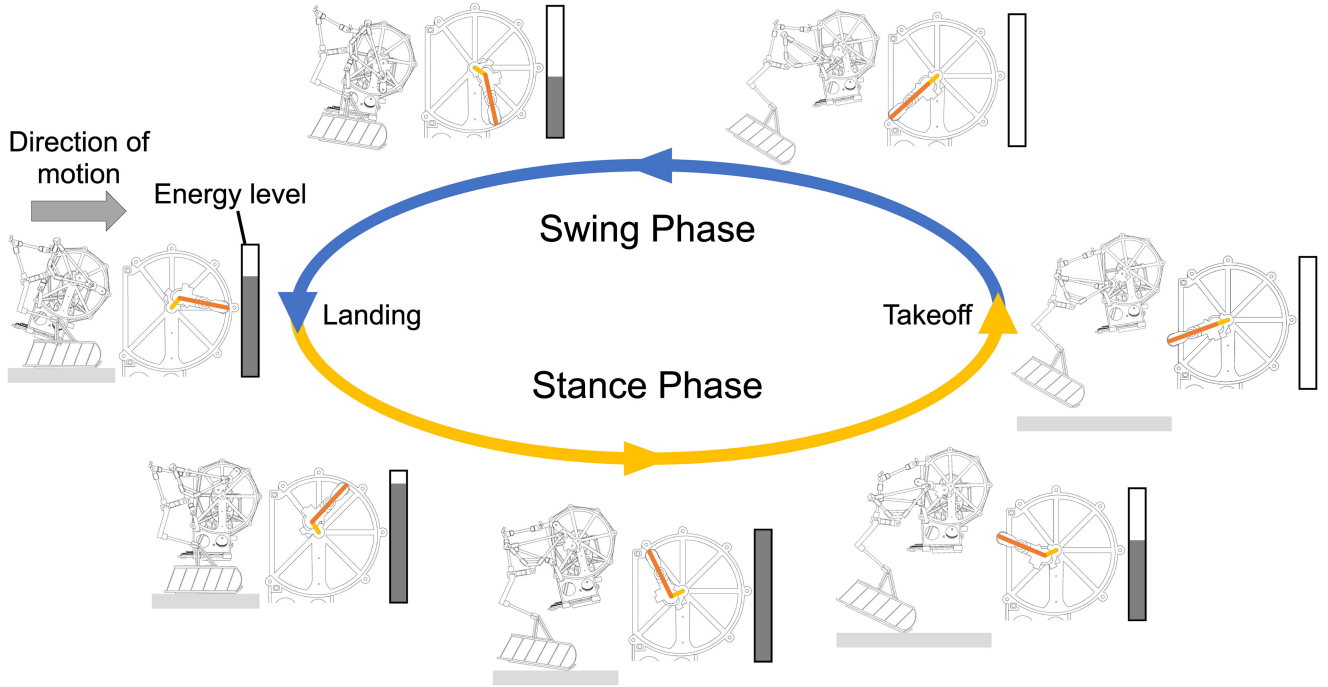 Direction of
motion
Energy level
Swing Phase
Landing
Takeoff
Stance Phase